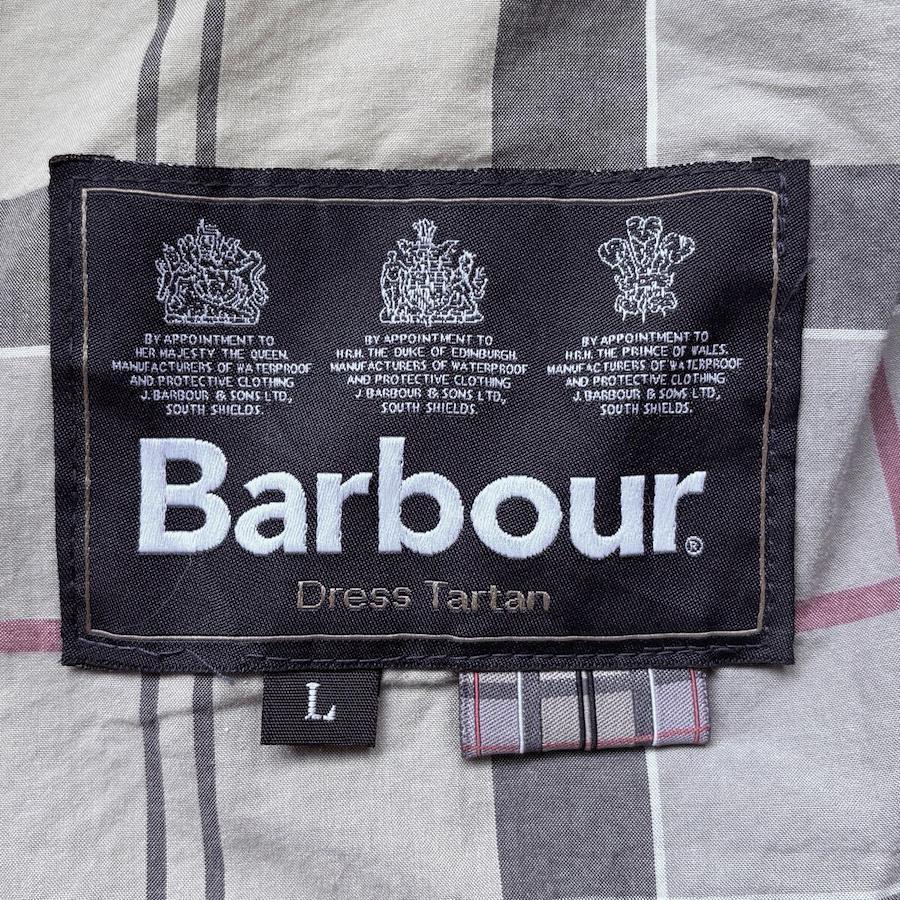 BY APPOINTMENT TO
HER MAJESTY THE QUEEN.
MANUFACTURERS OF WATERPROOF
AND PROTECTIVE CLOTHING
J. BARBOUR & SONS LTD.,
SOUTH SHIELDS.
BY APPOINTMENT TO
H.R.H. THE DUKE OF EDINBURGH.
MANUFACTURERS OF WATERPROOF
AND PROTECTIVE CLOTHING
J. BARBOUR & SONS LTD.,
SOUTH SHIELDS.
BY APPOINTMENT TO
H.R.H. THE PRINCE OF WALES.
MANUFACTURERS OF WATERPROOF
AND PROTECTIVE CLOTHING
J. BARBOUR & SONS LTD.,
SOUTH SHIELDS.
Barbour®
Dress Tartan
L